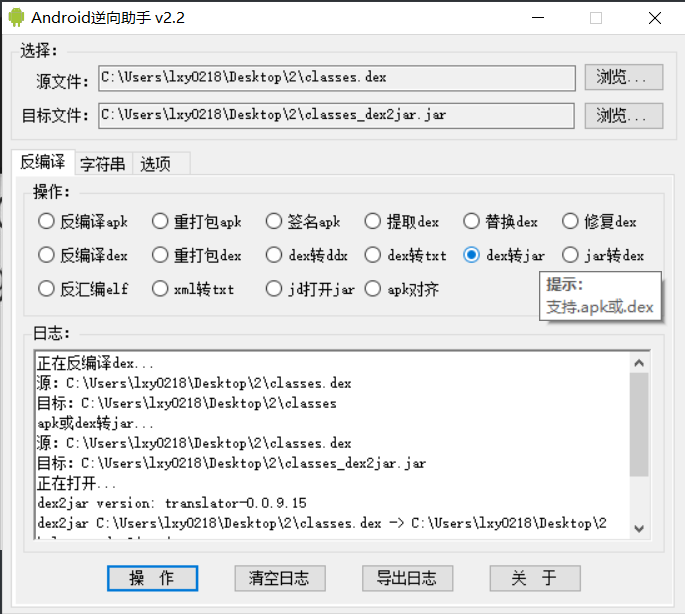 Android逆向助手 v2.2
选择：
源文件： C:\Users\lxy0218\Desktop\2\classes.dex 浏览...
目标文件： C:\Users\lxy0218\Desktop\2\classes_dex2jar.jar 浏览...
反编译 字符串 选项
操作：
反编译apk 重打包apk 签名apk 提取dex 替换dex 修复dex
反编译dex 重打包dex dex转ddx dex转txt dex转jar jar转dex
反汇编elf xml转txt jd打开jar apk对齐
提示：
支持.apk或.dex
日志：
正在反编译dex...
源：C:\Users\lxy0218\Desktop\2\classes.dex
目标：C:\Users\lxy0218\Desktop\2\classes
apk或dex转jar...
源：C:\Users\lxy0218\Desktop\2\classes.dex
目标：C:\Users\lxy0218\Desktop\2\classes_dex2jar.jar
正在打开...
dex2jar version: translator-0.0.9.15
dex2jar C:\Users\lxy0218\Desktop\2\classes.dex -> C:\Users\lxy0218\Desktop\2
操 作 清空日志 导出日志 关 于